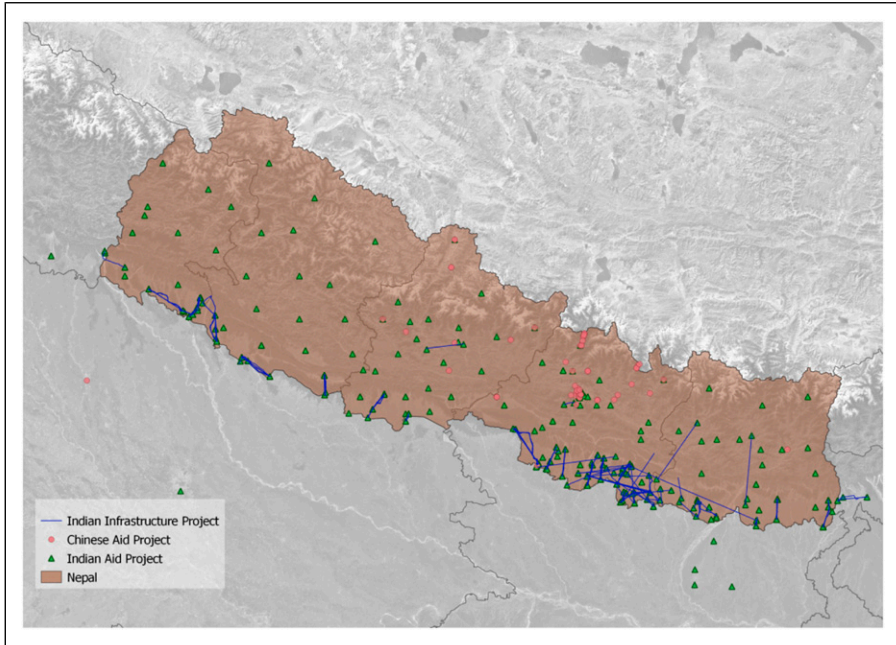 Indian Infrastructure Project
Chinese Aid Project
Indian Aid Project
Nepal